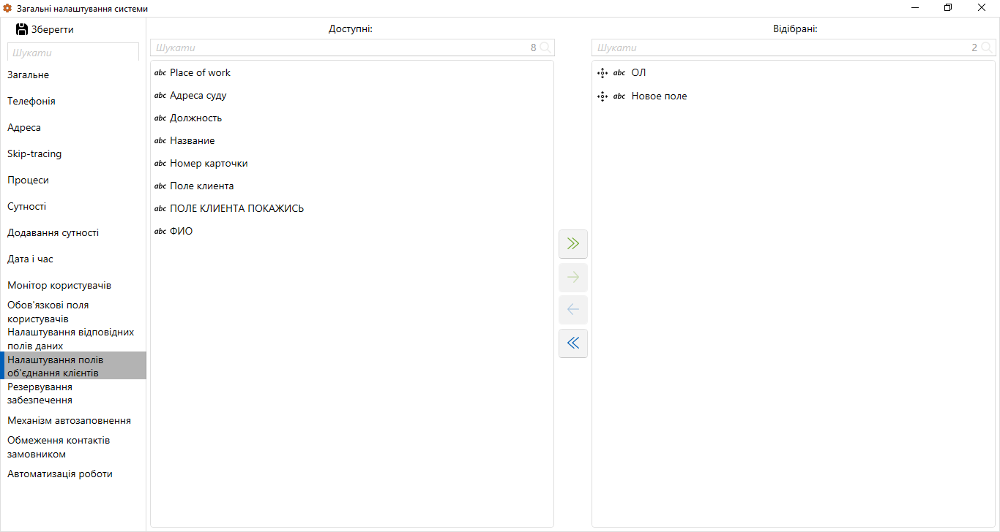 Загальні налаштування системи
Зберегти
Шукати
Загальне
Телефонія
Адреса
Skip-tracing
Процеси
Сутності
Додавання сутності
Дата і час
Монітор користувачів
Обов'язкові поля
користувачів
Налаштування відповідних
полів даних
Налаштування полів
об'єднання клієнтів
Резервування
забезпечення
Механізм автозаповнення
Обмеження контактів
замовником
Автоматизація роботи
Доступні:
Шукати 8
abc Place of work
abc Адреса суду
abc Должность
abc Название
abc Номер карточки
abc Поле клиента
abc ПОЛЕ КЛИЕНТА ПОКАЖИСЬ
abc ФИО
Відібрані:
Шукати 2
abc ОЛ
abc Новое поле